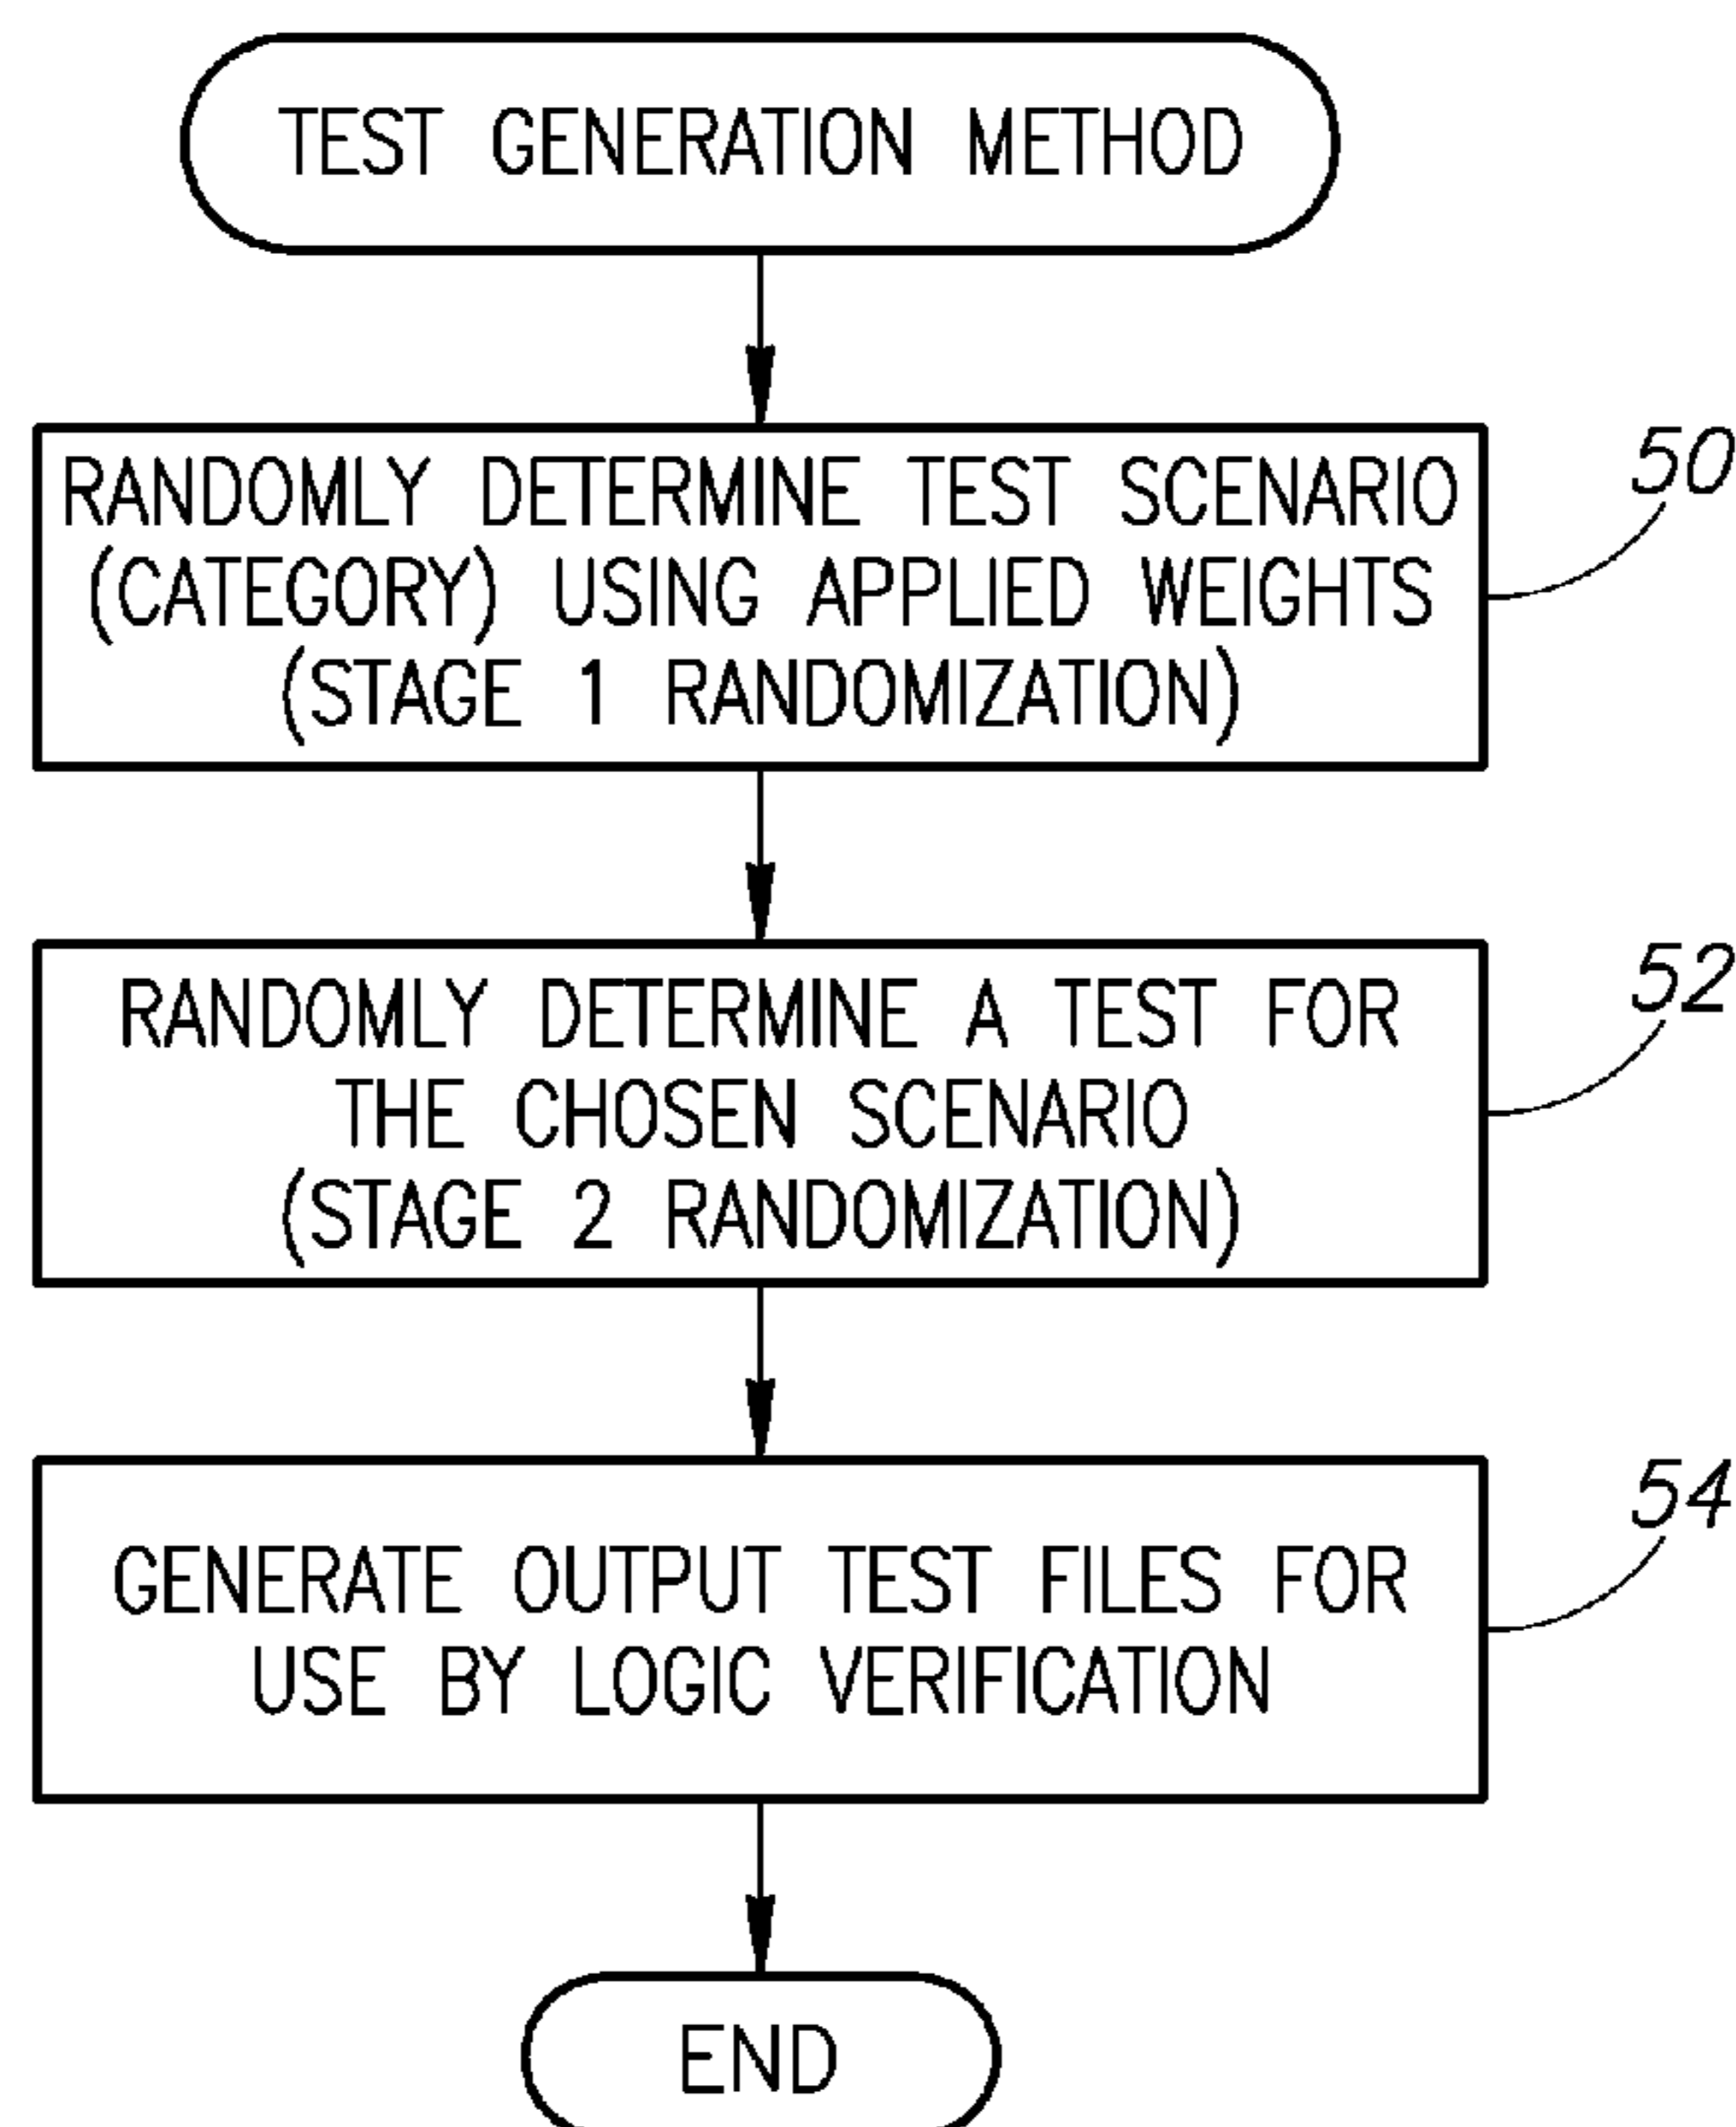 TEST GENERATION METHOD
RANDOMLY DETERMINE TEST SCENARIO
(CATEGORY) USING APPLIED WEIGHTS
(STAGE 1 RANDOMIZATION)
50
RANDOMLY DETERMINE A TEST FOR
THE CHOSEN SCENARIO
(STAGE 2 RANDOMIZATION)
52
GENERATE OUTPUT TEST FILES FOR
USE BY LOGIC VERIFICATION
54
END